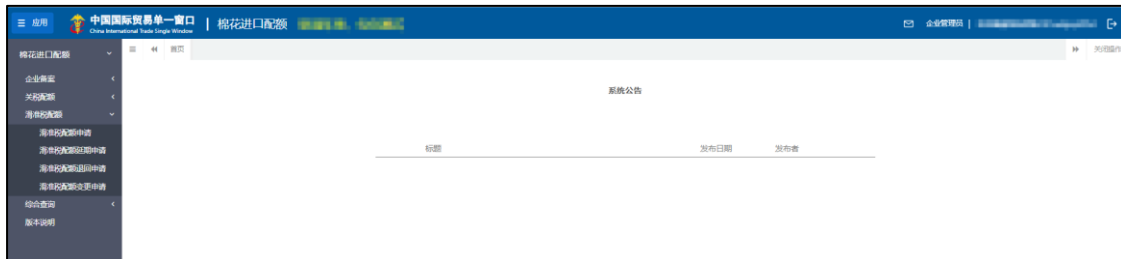 应用
中国国际贸易单一窗口
China International Trade Single Window
棉花进口配额
企业管理员
棉花进口配额
首页
关闭操作
企业备案
关税配额
滑准税配额
滑准税配额申请
滑准税配额延期申请
滑准税配额退回申请
滑准税配额变更申请
综合查询
版本说明
系统公告
标题 发布日期 发布者